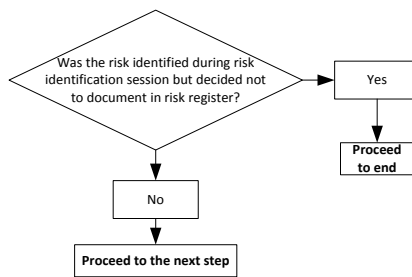 Was the risk identified during risk
identification session but decided not
to document in risk register?
Yes
Proceed
to end
No
Proceed to the next step